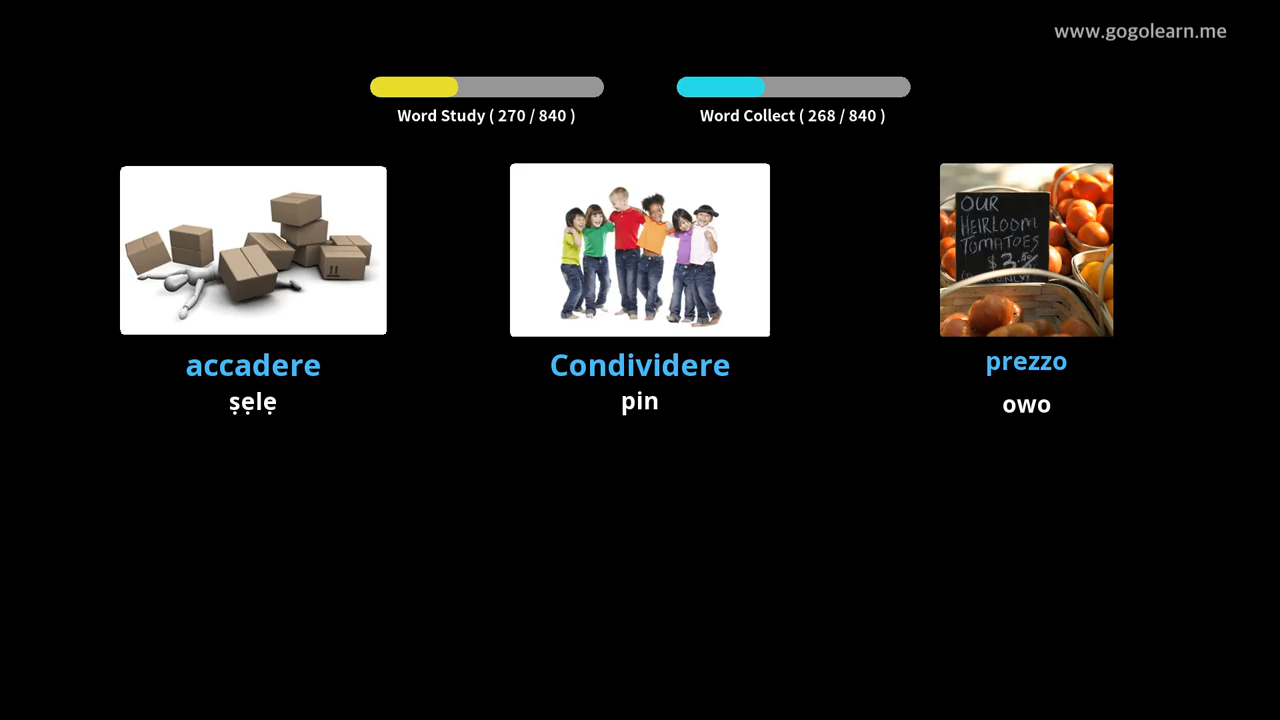 www.gogolearn.me
Word Study ( 270 / 840 )
Word Collect ( 268 / 840 )
OUR
HEIRLOOM
TOMATOES
$3.
accadere
ṣẹlẹ
Condividere
pin
prezzo
owo